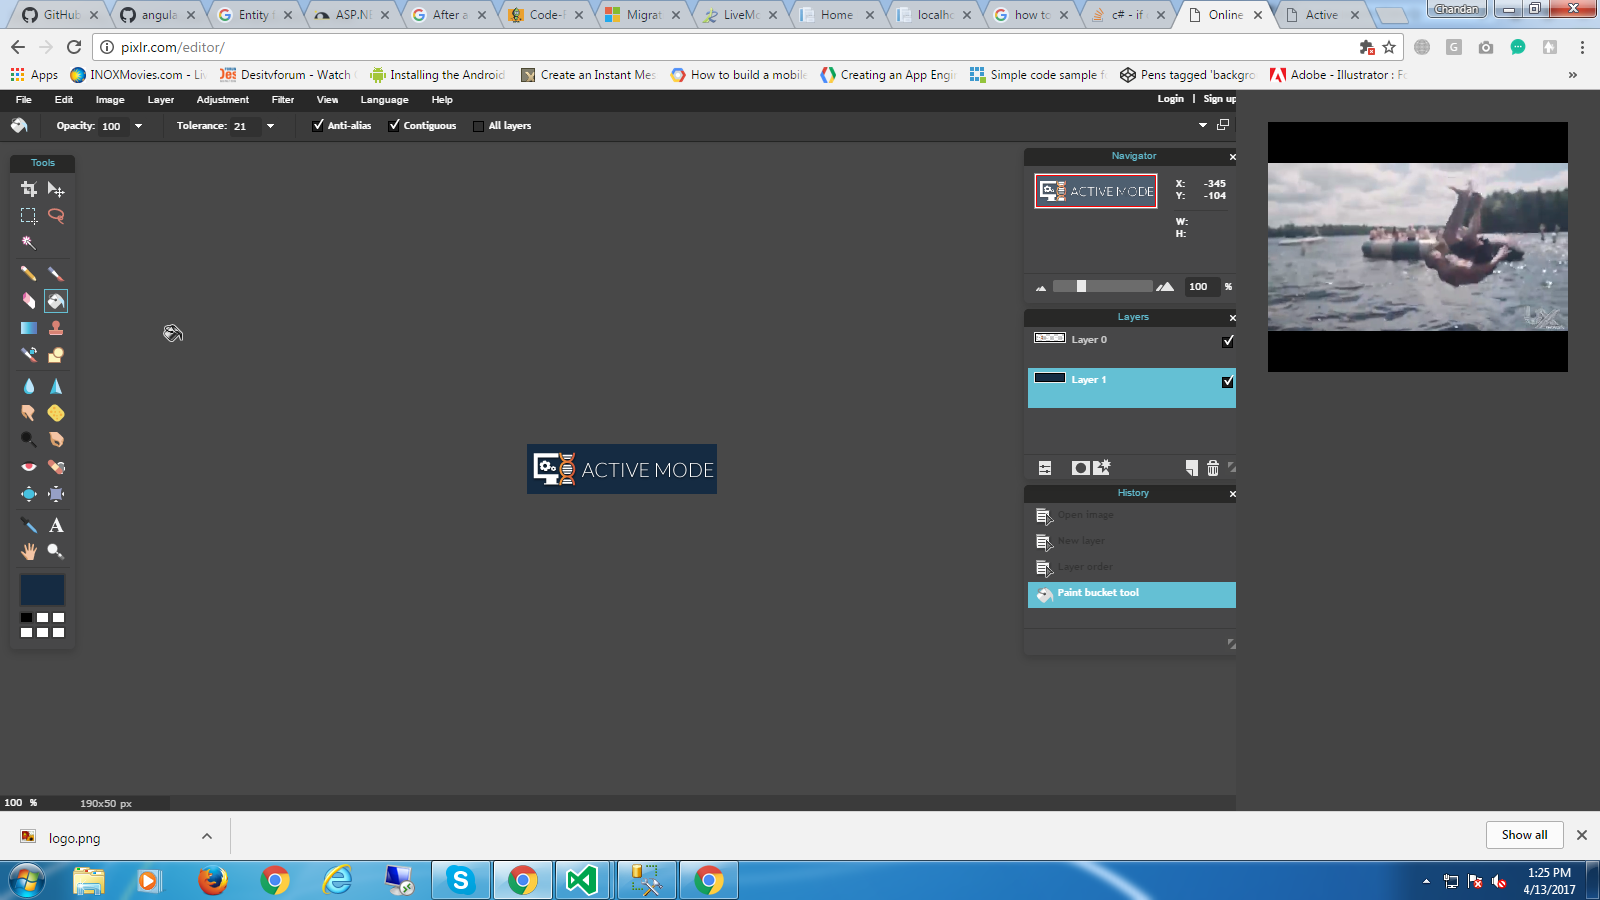 GitHub
angula
Entity f
ASP.NE
After a
Code-F
Migrat
LiveMo
Home
localho
how to
c# - if
Online
Active
Chandan
pixlr.com/editor/
Apps
INOXMovies.com - Li
Desitvforum - Watch
Installing the Android
Create an Instant Mes
How to build a mobile
Creating an App Engi
Simple code sample f
Pens tagged 'backgro
Adobe - Illustrator : Fo
»
File Edit Image Layer Adjustment Filter View Language Help
Login | Sign up
Opacity: 100
Tolerance: 21
Anti-alias
Contiguous
All layers
Tools
A
Navigator
ACTIVE MODE
X: -345
Y: -104
W:
H:
100 %
Layers
Layer 0
Layer 1
History
Open image
New layer
Layer order
Paint bucket tool
ACTIVE MODE
100 %
190x50 px
logo.png
Show all
1:25 PM
4/13/2017